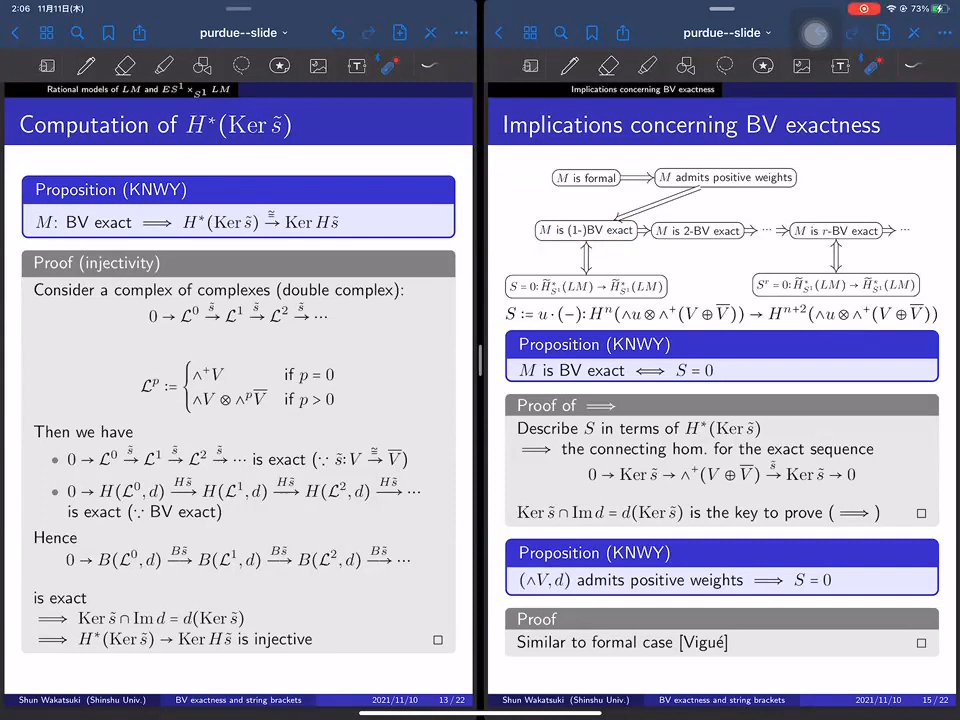 2:06 11月11日(木)
73%
purdue--slide
purdue--slide
Rational models of LM and ES¹ ×_{S¹} LM
Computation of H*(Ker s̃)
Proposition (KNWY)
M: BV exact ⟹ H*(Ker s̃) ≅→ Ker Hs̃
Proof (injectivity)
Consider a complex of complexes (double complex):
0 → 𝓛⁰ s̃→ 𝓛¹ s̃→ 𝓛² s̃→ ⋯
𝓛ᵖ := { ∧⁺V if p = 0
∧V ⊗ ∧ᵖV̅ if p > 0
Then we have
• 0 → 𝓛⁰ s̃→ 𝓛¹ s̃→ 𝓛² s̃→ ⋯ is exact (∵ s̃: V ≅→ V̅)
• 0 → H(𝓛⁰, d) Hs̃→ H(𝓛¹, d) Hs̃→ H(𝓛², d) Hs̃→ ⋯
is exact (∵ BV exact)
Hence
0 → B(𝓛⁰, d) Bs̃→ B(𝓛¹, d) Bs̃→ B(𝓛², d) Bs̃→ ⋯
is exact
⟹ Ker s̃ ∩ Im d = d(Ker s̃)
⟹ H*(Ker s̃) → Ker Hs̃ is injective □
Shun Wakatsuki (Shinshu Univ.) BV exactness and string brackets 2021/11/10 13 / 22
Implications concerning BV exactness
Implications concerning BV exactness
M is formal ⟹ M admits positive weights
M is (1-)BV exact ⟹ M is 2-BV exact ⟹ ⋯ ⟹ M is r-BV exact ⟹ ⋯
S = 0: H̃*_{S¹}(LM) → H̃*_{S¹}(LM) Sʳ = 0: H̃*_{S¹}(LM) → H̃*_{S¹}(LM)
S := u · (−): Hⁿ(∧u ⊗ ∧⁺(V ⊕ V̅)) → Hⁿ⁺²(∧u ⊗ ∧⁺(V ⊕ V̅))
Proposition (KNWY)
M is BV exact ⟺ S = 0
Proof of ⟹
Describe S in terms of H*(Ker s̃)
⟹ the connecting hom. for the exact sequence
0 → Ker s̃ → ∧⁺(V ⊕ V̅) s̃→ Ker s̃ → 0
Ker s̃ ∩ Im d = d(Ker s̃) is the key to prove (⟹) □
Proposition (KNWY)
(∧V, d) admits positive weights ⟹ S = 0
Proof
Similar to formal case [Vigué] □
Shun Wakatsuki (Shinshu Univ.) BV exactness and string brackets 2021/11/10 15 / 22